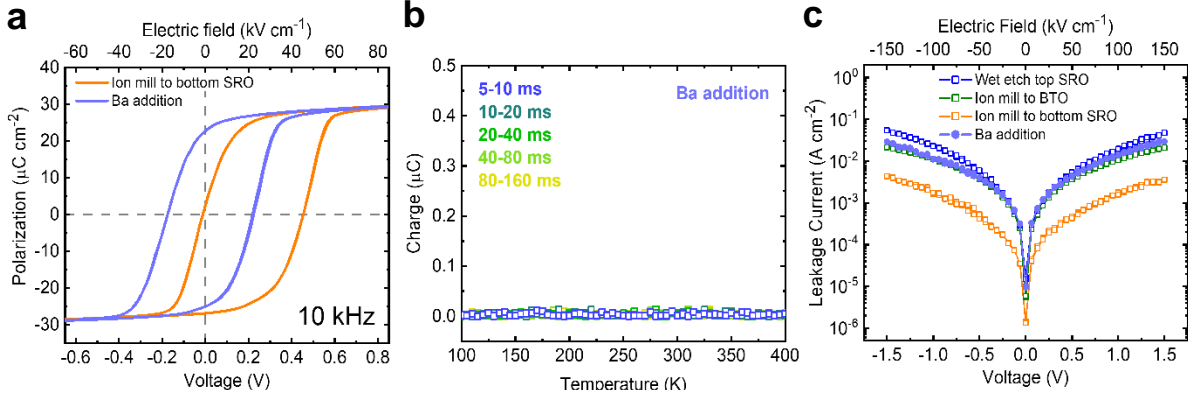 a
Electric field (kV cm⁻¹)
-60 -40 -20 0 20 40 60 80
Ion mill to bottom SRO
Ba addition
Polarization (μC cm⁻²)
40
30
20
10
0
-10
-20
-30
10 kHz
-0.6 -0.4 -0.2 0.0 0.2 0.4 0.6 0.8
Voltage (V)
b
0.5
0.4
0.3
0.2
0.1
0.0
Charge (μC)
5-10 ms
10-20 ms
20-40 ms
40-80 ms
80-160 ms
Ba addition
100 150 200 250 300 350 400
Temperature (K)
c
Electric Field (kV cm⁻¹)
-150 -100 -50 0 50 100 150
Wet etch top SRO
Ion mill to BTO
Ion mill to bottom SRO
Ba addition
Leakage Current (A cm⁻²)
10⁰
10⁻¹
10⁻²
10⁻³
10⁻⁴
10⁻⁵
10⁻⁶
-1.5 -1.0 -0.5 0.0 0.5 1.0 1.5
Voltage (V)